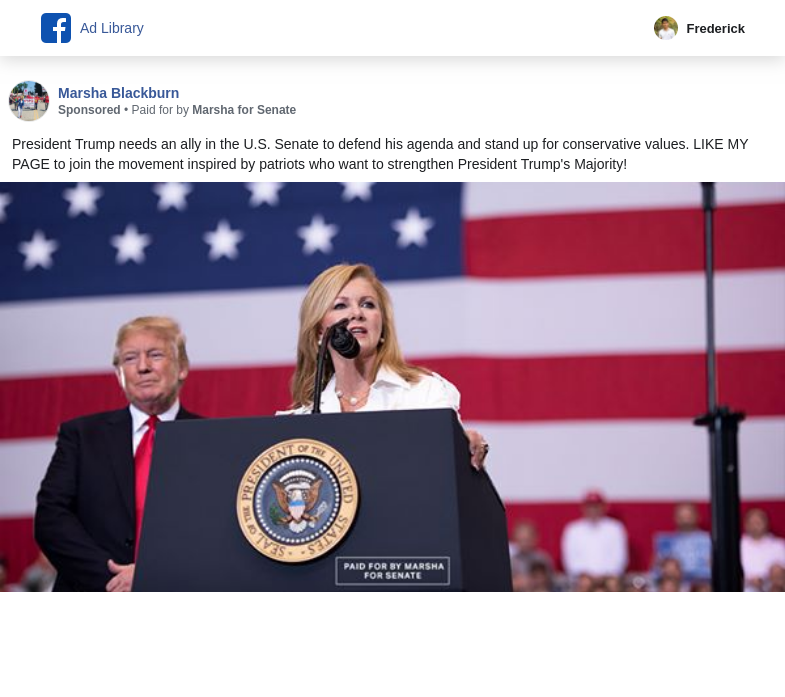 Ad Library
Frederick
Marsha Blackburn
Sponsored • Paid for by Marsha for Senate
President Trump needs an ally in the U.S. Senate to defend his agenda and stand up for conservative values. LIKE MY
PAGE to join the movement inspired by patriots who want to strengthen President Trump's Majority!
SEAL OF THE PRESIDENT OF THE UNITED STATES
PAID FOR BY MARSHA
FOR SENATE